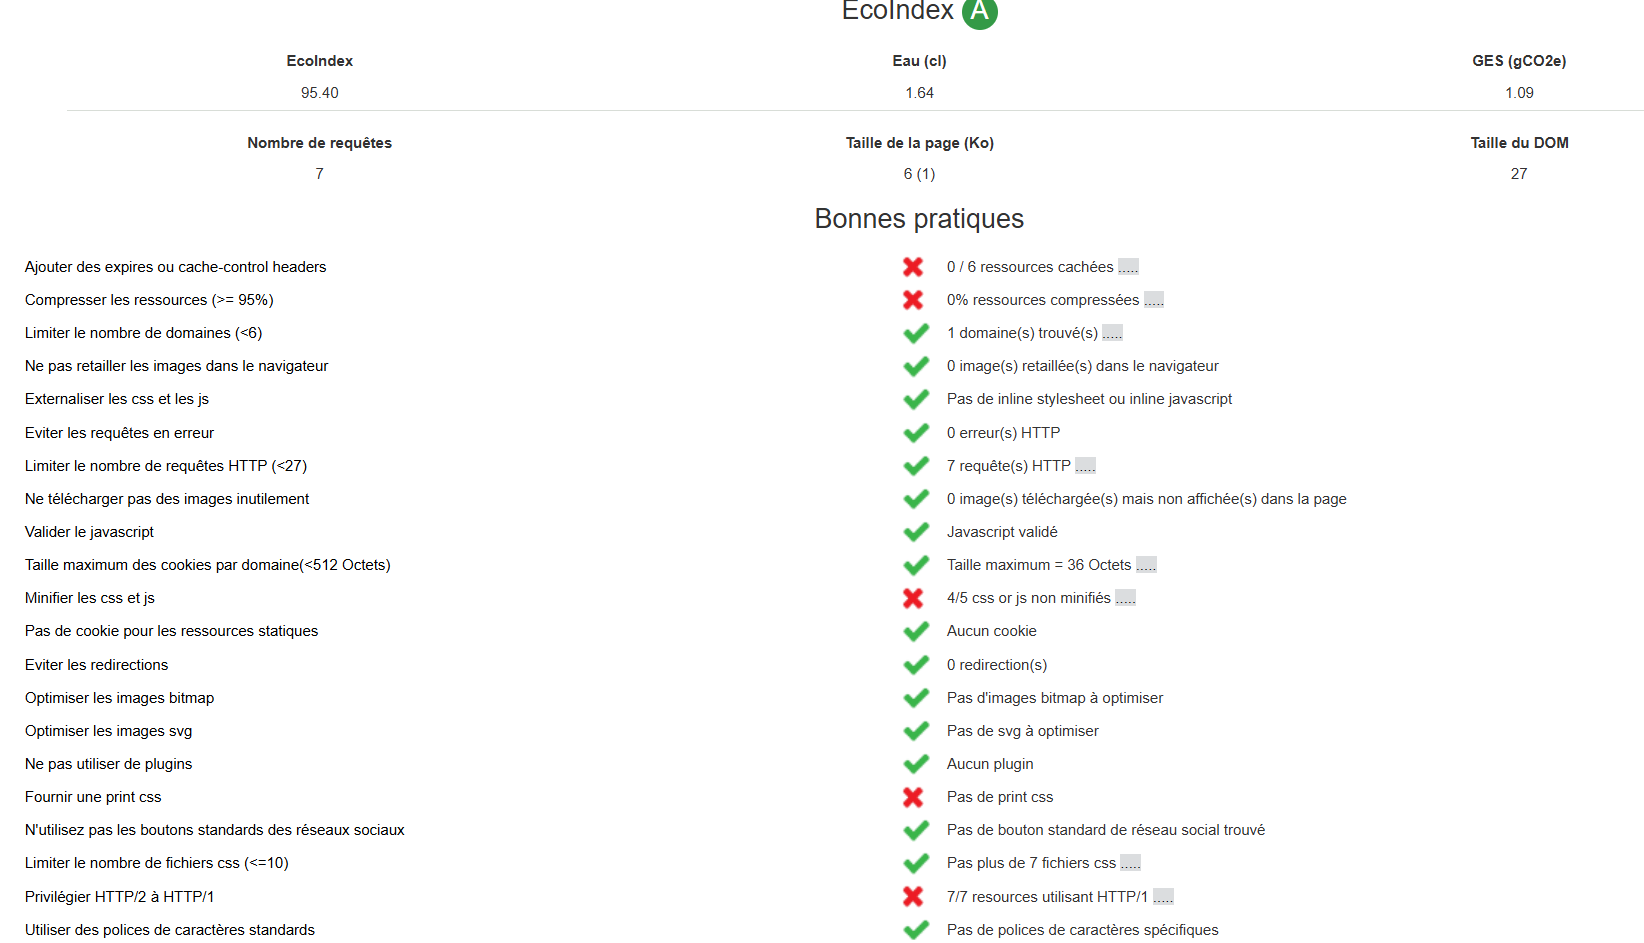 EcoIndex A
EcoIndex Eau (cl) GES (gCO2e)
95.40 1.64 1.09
Nombre de requêtes Taille de la page (Ko) Taille du DOM
7 6 (1) 27
Bonnes pratiques
Ajouter des expires ou cache-control headers 0 / 6 ressources cachées .....
Compresser les ressources (>= 95%) 0% ressources compressées .....
Limiter le nombre de domaines (<6) 1 domaine(s) trouvé(s) .....
Ne pas retailler les images dans le navigateur 0 image(s) retaillée(s) dans le navigateur
Externaliser les css et les js Pas de inline stylesheet ou inline javascript
Eviter les requêtes en erreur 0 erreur(s) HTTP
Limiter le nombre de requêtes HTTP (<27) 7 requête(s) HTTP .....
Ne télécharger pas des images inutilement 0 image(s) téléchargée(s) mais non affichée(s) dans la page
Valider le javascript Javascript validé
Taille maximum des cookies par domaine(<512 Octets) Taille maximum = 36 Octets .....
Minifier les css et js 4/5 css or js non minifiés .....
Pas de cookie pour les ressources statiques Aucun cookie
Eviter les redirections 0 redirection(s)
Optimiser les images bitmap Pas d'images bitmap à optimiser
Optimiser les images svg Pas de svg à optimiser
Ne pas utiliser de plugins Aucun plugin
Fournir une print css Pas de print css
N'utilisez pas les boutons standards des réseaux sociaux Pas de bouton standard de réseau social trouvé
Limiter le nombre de fichiers css (<=10) Pas plus de 7 fichiers css .....
Privilégier HTTP/2 à HTTP/1 7/7 resources utilisant HTTP/1 .....
Utiliser des polices de caractères standards Pas de polices de caractères spécifiques